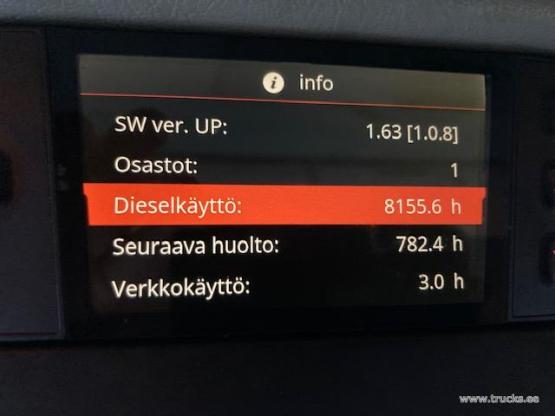 info
SW ver. UP: 1.63 [1.0.8]
Osastot: 1
Dieselkäyttö: 8155.6 h
Seuraava huolto: 782.4 h
Verkkokäyttö: 3.0 h
www.trucks.ee